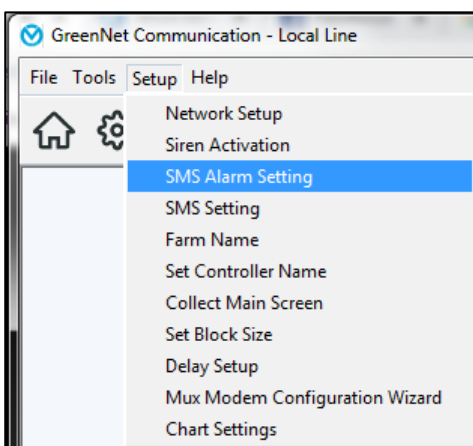 GreenNet Communication - Local Line
File Tools Setup Help
Network Setup
Siren Activation
SMS Alarm Setting
SMS Setting
Farm Name
Set Controller Name
Collect Main Screen
Set Block Size
Delay Setup
Mux Modem Configuration Wizard
Chart Settings